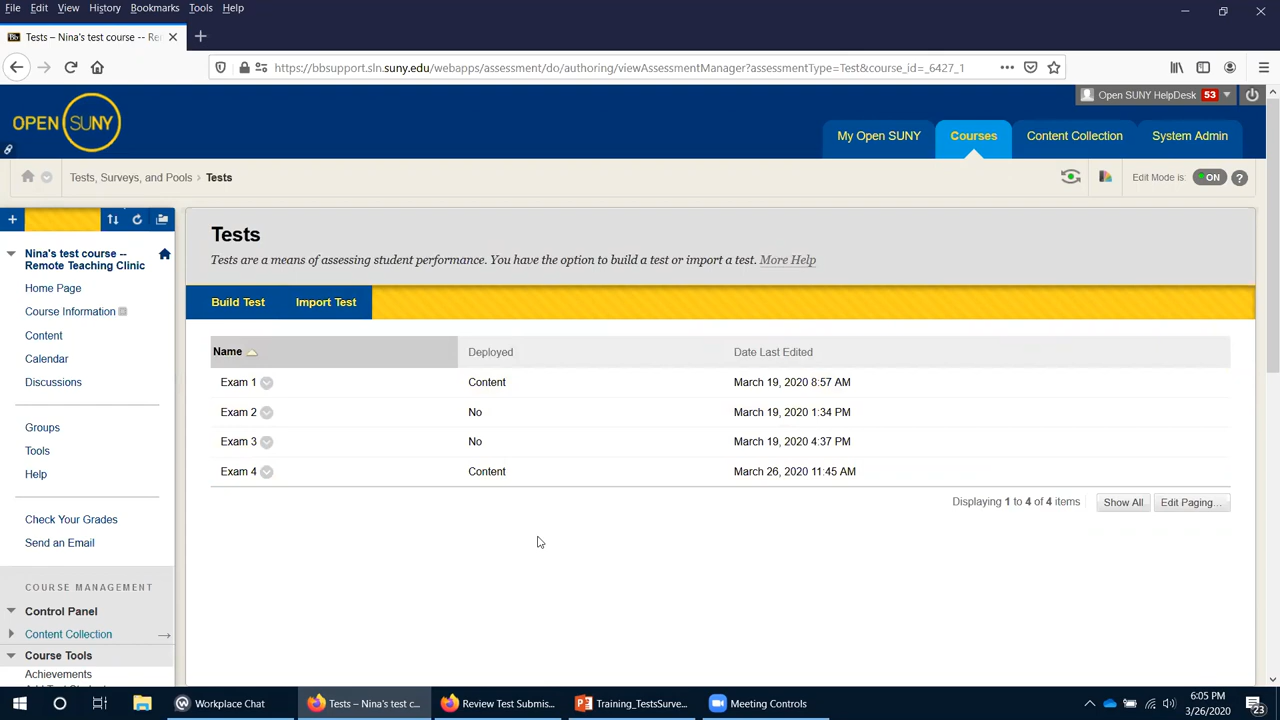 File Edit View History Bookmarks Tools Help
Bb Tests – Nina's test course -- Re
https://bbsupport.sln.suny.edu/webapps/assessment/do/authoring/viewAssessmentManager?assessmentType=Test&course_id=_6427_1
OPEN SUNY
Open SUNY HelpDesk 53
My Open SUNY Courses Content Collection System Admin
Tests, Surveys, and Pools Tests
Edit Mode is: ON ?
Nina's test course --
Remote Teaching Clinic
Home Page
Course Information
Content
Calendar
Discussions
Groups
Tools
Help
Check Your Grades
Send an Email
COURSE MANAGEMENT
Control Panel
Content Collection
Course Tools
Achievements
Tests
Tests are a means of assessing student performance. You have the option to build a test or import a test. More Help
Build Test Import Test
Name Deployed Date Last Edited
Exam 1 Content March 19, 2020 8:57 AM
Exam 2 No March 19, 2020 1:34 PM
Exam 3 No March 19, 2020 4:37 PM
Exam 4 Content March 26, 2020 11:45 AM
Displaying 1 to 4 of 4 items Show All Edit Paging...
Workplace Chat
Tests – Nina's test c...
Review Test Submis...
Training_TestsSurve...
Meeting Controls
6:05 PM
3/26/2020
23